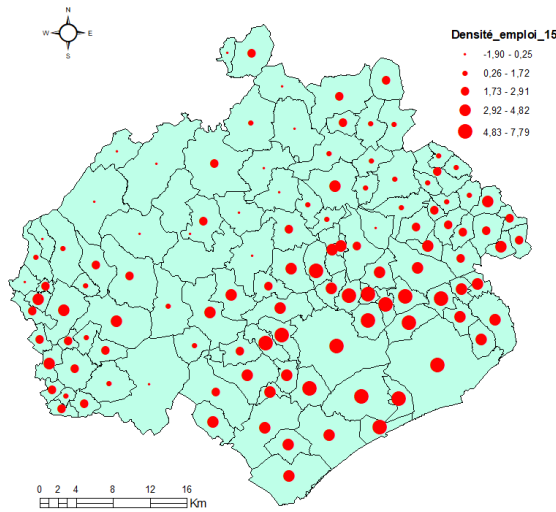 N
W E
S
Densité_emploi_15
-1,90 - 0,25
0,26 - 1,72
1,73 - 2,91
2,92 - 4,82
4,83 - 7,79
0 2 4 8 12 16
Km